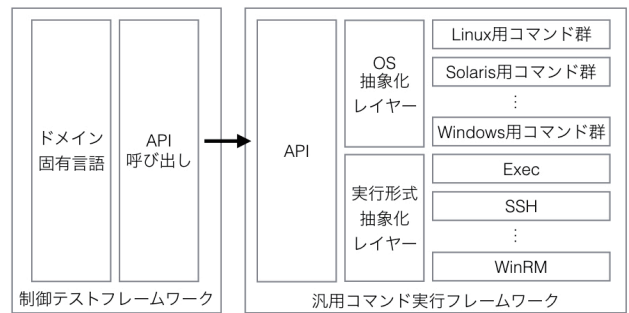 ドメイン
固有言語
API
呼び出し
制御テストフレームワーク
API
OS
抽象化
レイヤー
実行形式
抽象化
レイヤー
Linux用コマンド群
Solaris用コマンド群
⋮
Windows用コマンド群
Exec
SSH
⋮
WinRM
汎用コマンド実行フレームワーク